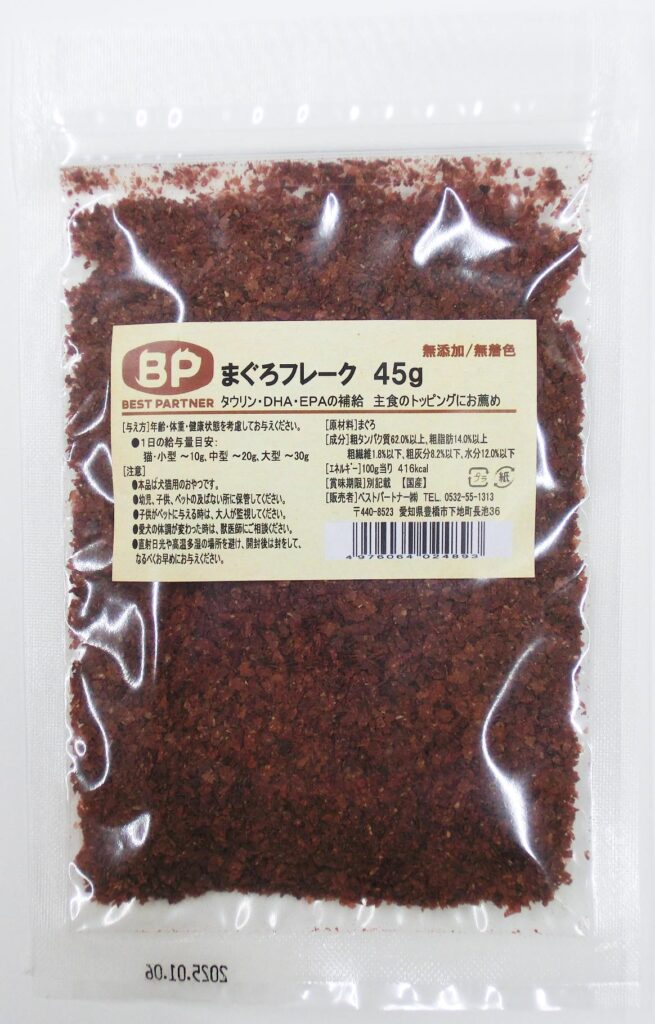 無添加/無着色
BP
BEST PARTNER
まぐろフレーク 45g
タウリン・DHA・EPAの補給 主食のトッピングにお薦め
[与え方]年齢・体重・健康状態を考慮してお与えください。
●1日の給与量目安:
猫・小型 ～10g、中型 ～20g、大型 ～30g
[注意]
●本品は犬猫用のおやつです。
●幼児、子供、ペットの及ばない所に保管してください。
●子供がペットに与える時は、大人が監視してください。
●愛犬の体調が変わった時は、獣医師にご相談ください。
●直射日光や高温多湿の場所を避け、開封後は封をして、
なるべくお早めにお与えください。
[原材料]まぐろ
[成分]粗タンパク質62.0%以上、粗脂肪14.0%以上
粗繊維1.8%以下、粗灰分8.2%以下、水分12.0%以下
[エネルギー]100g当り 416kcal
[賞味期限]別記載 【国産】
プラ
紙
[販売者]ベストパートナー㈱ TEL. 0532-55-1313
〒440-8523 愛知県豊橋市下地町長池36
4976064024893
2025.01.06